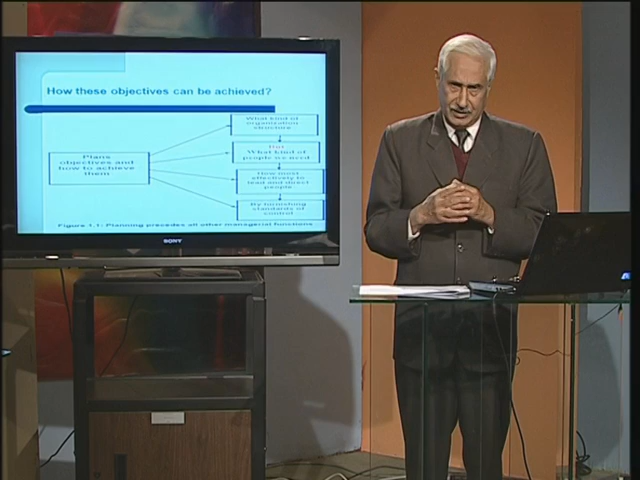 How these objectives can be achieved?
What kind of
organization
structure
Plans
objectives and
how to achieve
them
What kind of
people we need
How most
effectively to
lead and direct
people
By furnishing
standards of
control
Figure 1.1: Planning precedes all other managerial functions
SONY